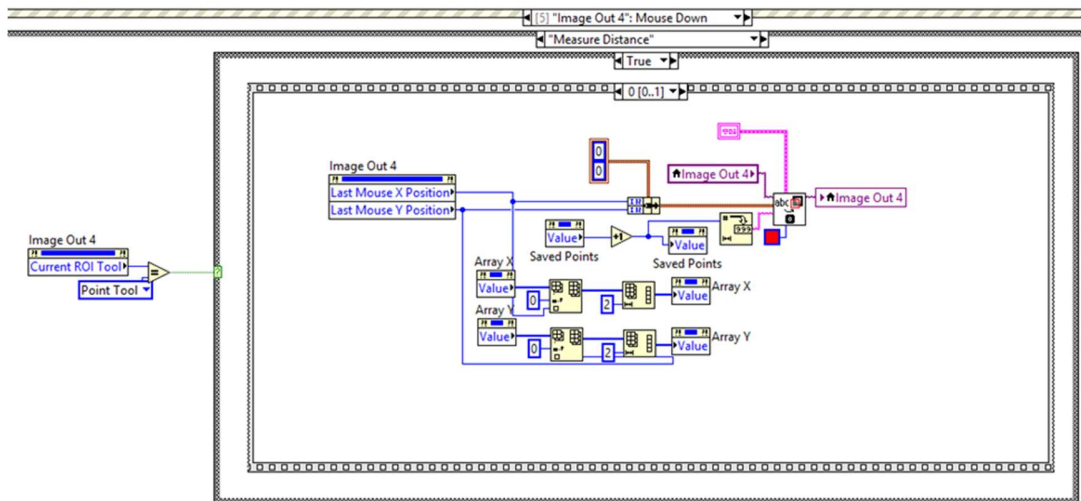 [5] "Image Out 4": Mouse Down
"Measure Distance"
True
0 [0..1]
0
0
Image Out 4
Last Mouse X Position
Last Mouse Y Position
Image Out 4
abc
Image Out 4
Value
+1
Value
Saved Points
Saved Points
Image Out 4
Current ROI Tool
=
Point Tool
?
Array X
Value
0
2
Value
Array X
Array Y
Value
0
2
Value
Array Y